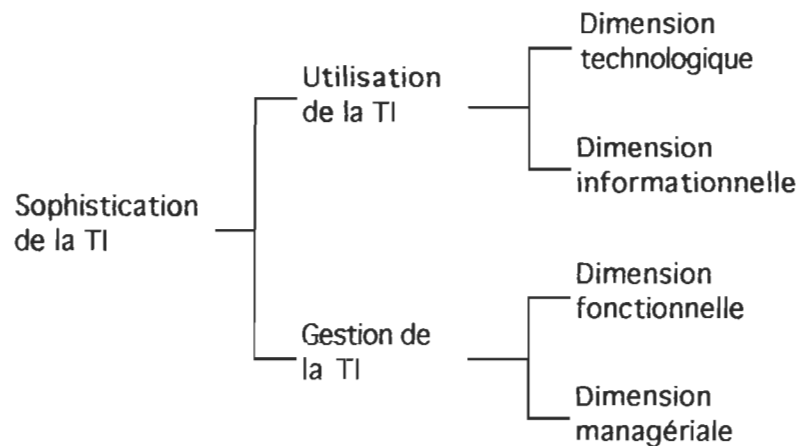 Sophistication
de la TI
Utilisation
de la TI
Dimension
technologique
Dimension
informationnelle
Gestion de
la TI
Dimension
fonctionnelle
Dimension
managériale